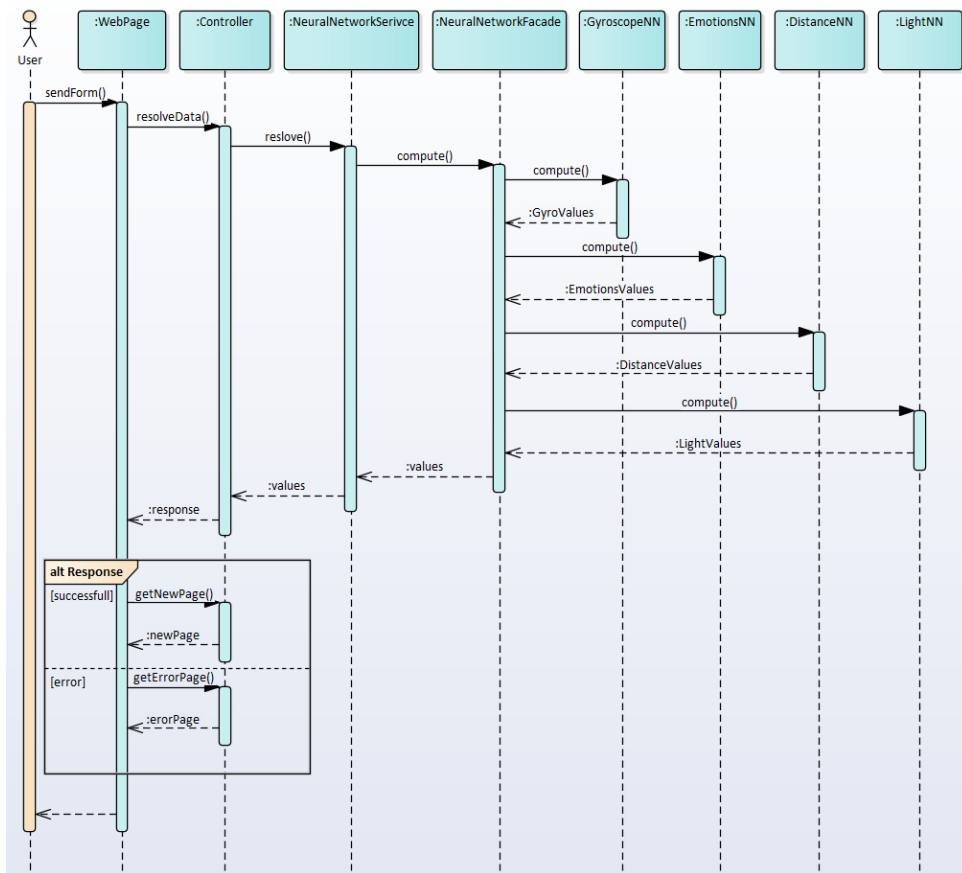 :WebPage
:Controller
:NeuralNetworkSerivce
:NeuralNetworkFacade
:GyroscopeNN
:EmotionsNN
:DistanceNN
:LightNN
User
sendForm()
resolveData()
reslove()
compute()
compute()
:GyroValues
compute()
:EmotionsValues
compute()
:DistanceValues
compute()
:LightValues
:values
:values
:response
alt Response
[successfull]
getNewPage()
:newPage
[error]
getErrorPage()
:erorPage